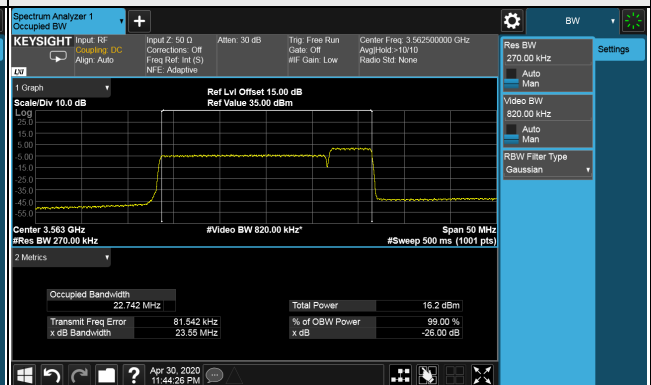 Spectrum Analyzer 1
Occupied BW
BW
KEYSIGHT
Input: RF
Coupling: DC
Align: Auto
Input Z: 50 Ω
Corrections: Off
Freq Ref: Int (S)
NFE: Adaptive
Atten: 30 dB
Trig: Free Run
Gate: Off
#IF Gain: Low
Center Freq: 3.562500000 GHz
Avg|Hold:>10/10
Radio Std: None
LXI
Res BW
270.00 kHz
Auto
Man
Video BW
820.00 kHz
Auto
Man
RBW Filter Type
Gaussian
Settings
1 Graph
Scale/Div 10.0 dB
Ref Lvl Offset 15.00 dB
Ref Value 35.00 dBm
Log
25.0
15.0
5.00
-5.00
-15.0
-25.0
-35.0
-45.0
-55.0
Center 3.563 GHz
#Res BW 270.00 kHz
#Video BW 820.00 kHz*
Span 50 MHz
#Sweep 500 ms (1001 pts)
2 Metrics
Occupied Bandwidth
22.742 MHz
Total Power 16.2 dBm
Transmit Freq Error 81.542 kHz
% of OBW Power 99.00 %
x dB Bandwidth 23.55 MHz
x dB -26.00 dB
?
Apr 30, 2020
11:44:26 PM